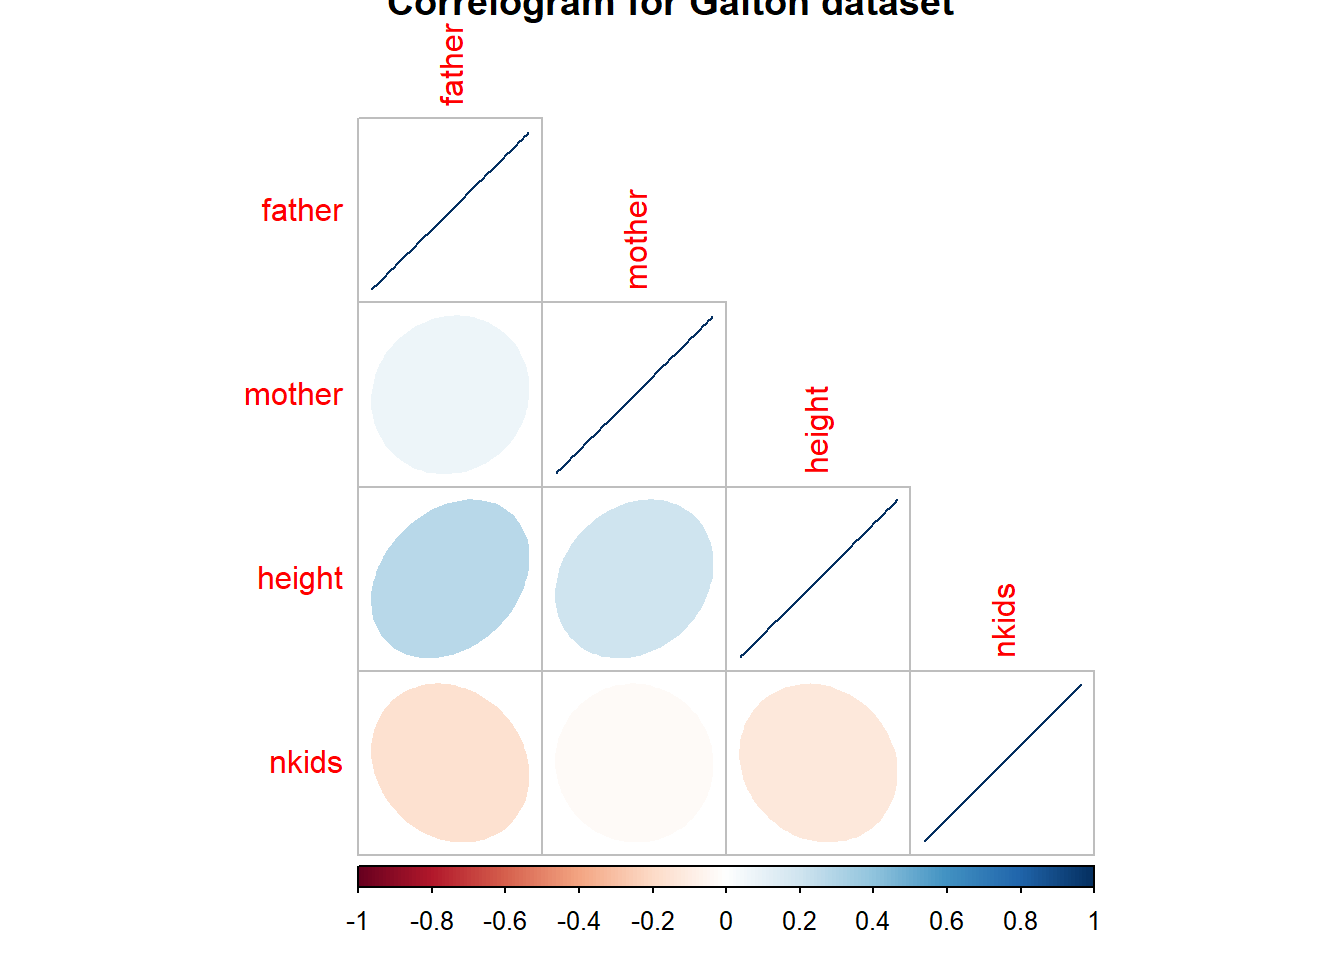 Correlogram for Galton dataset
father
father
mother
mother
height
height
nkids
nkids
-1 -0.8 -0.6 -0.4 -0.2 0 0.2 0.4 0.6 0.8 1